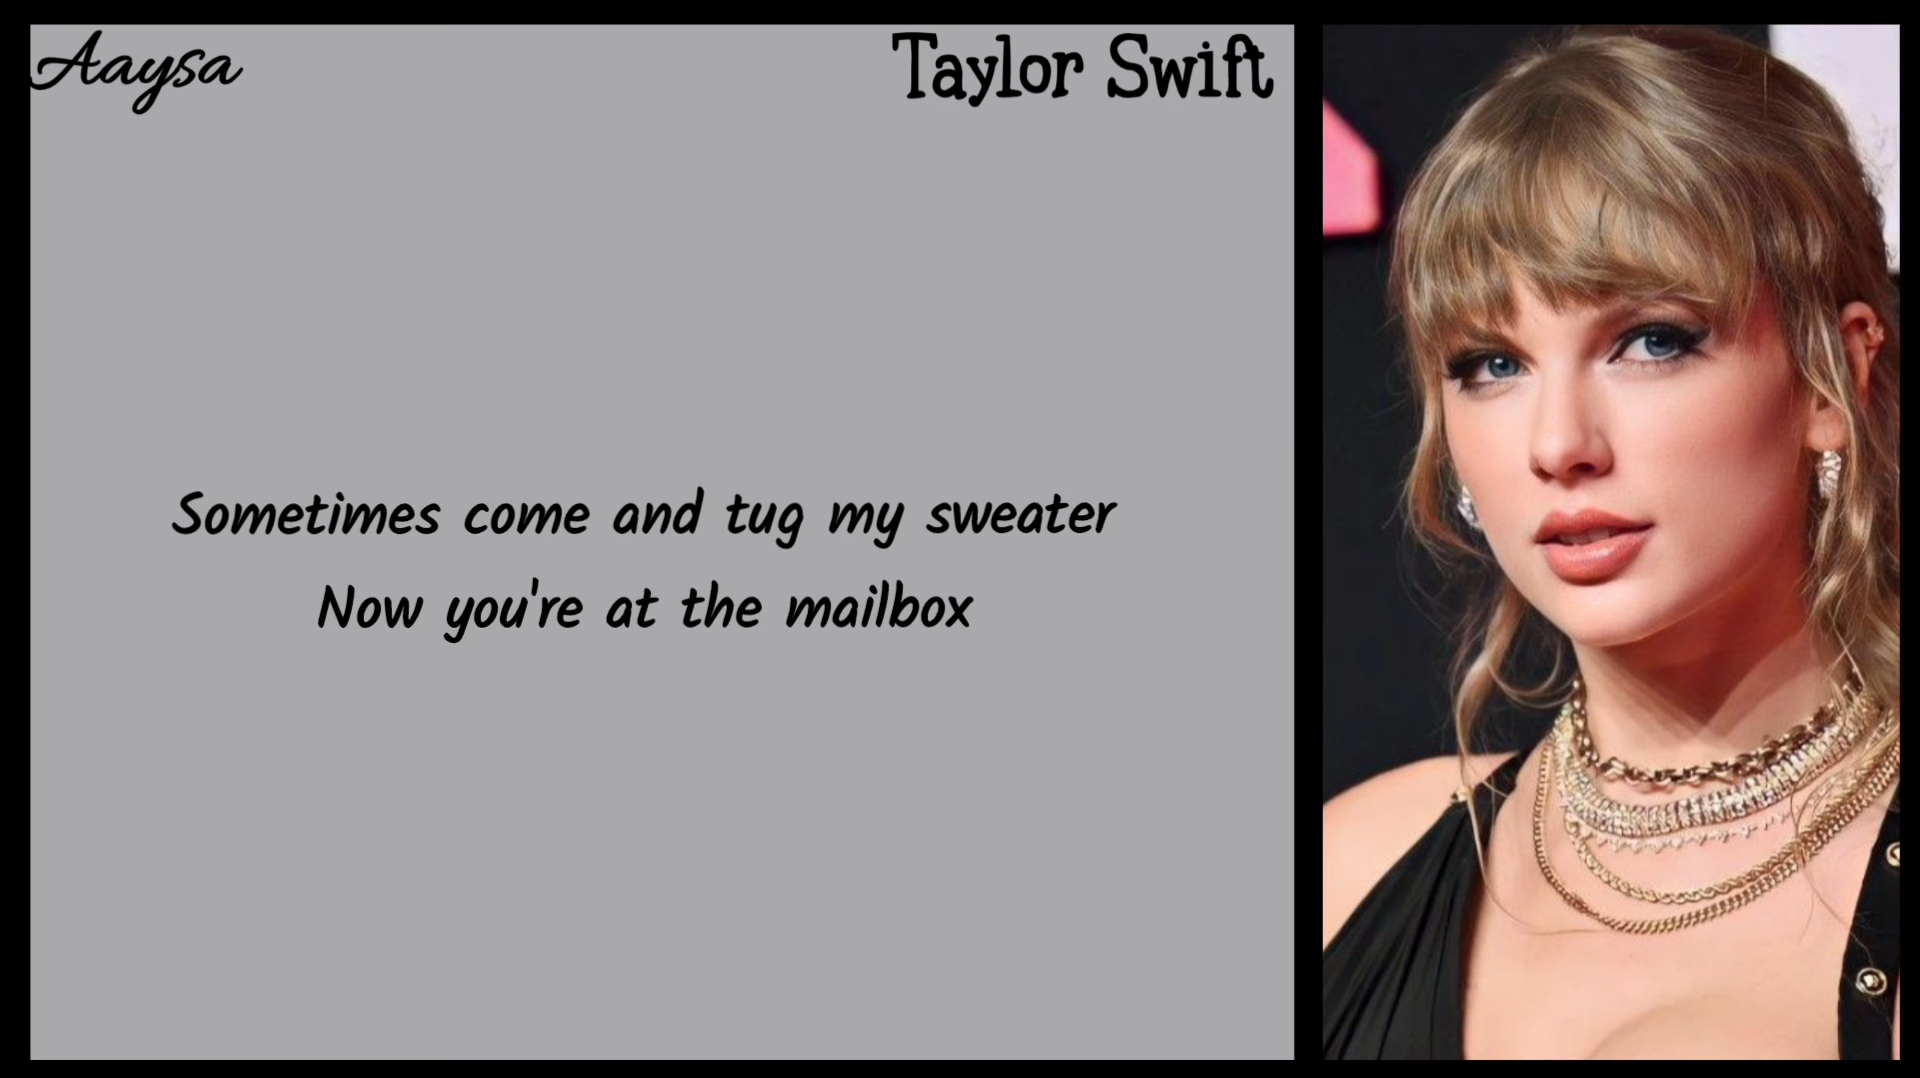 Aaysa
Taylor Swift
Sometimes come and tug my sweater
Now you're at the mailbox